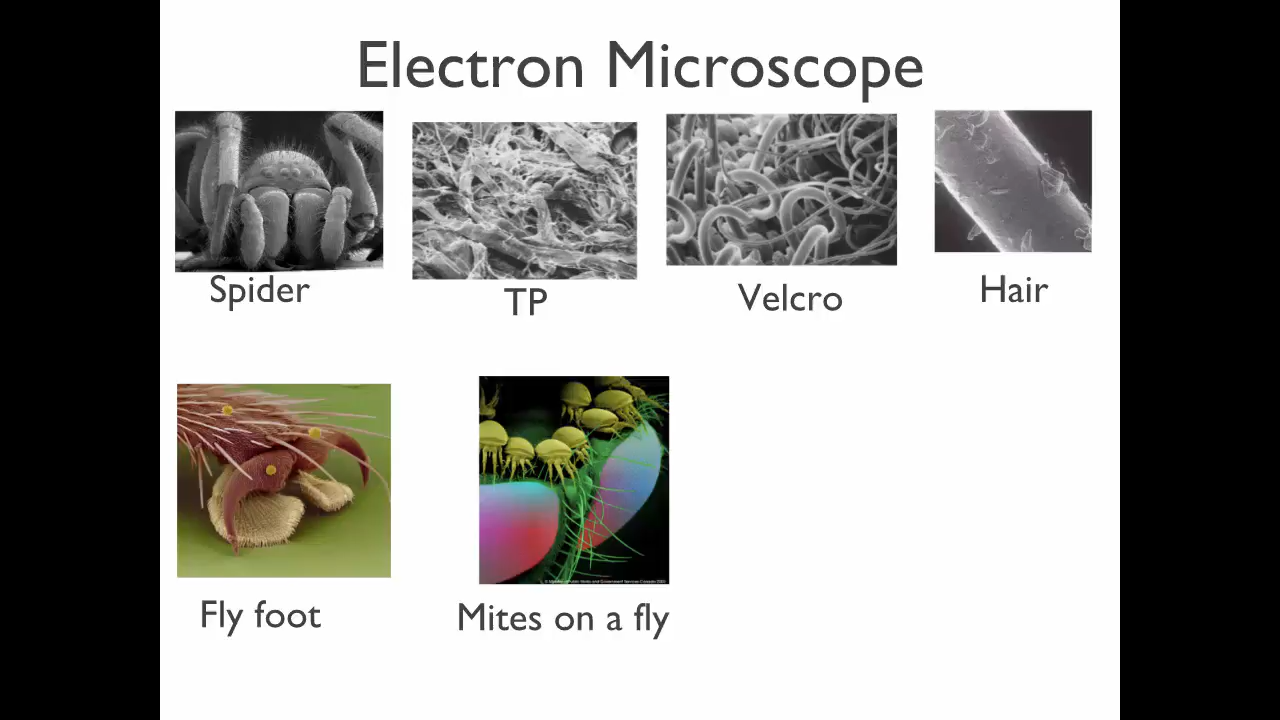 Electron Microscope
Spider
TP
Velcro
Hair
Fly foot
Mites on a fly